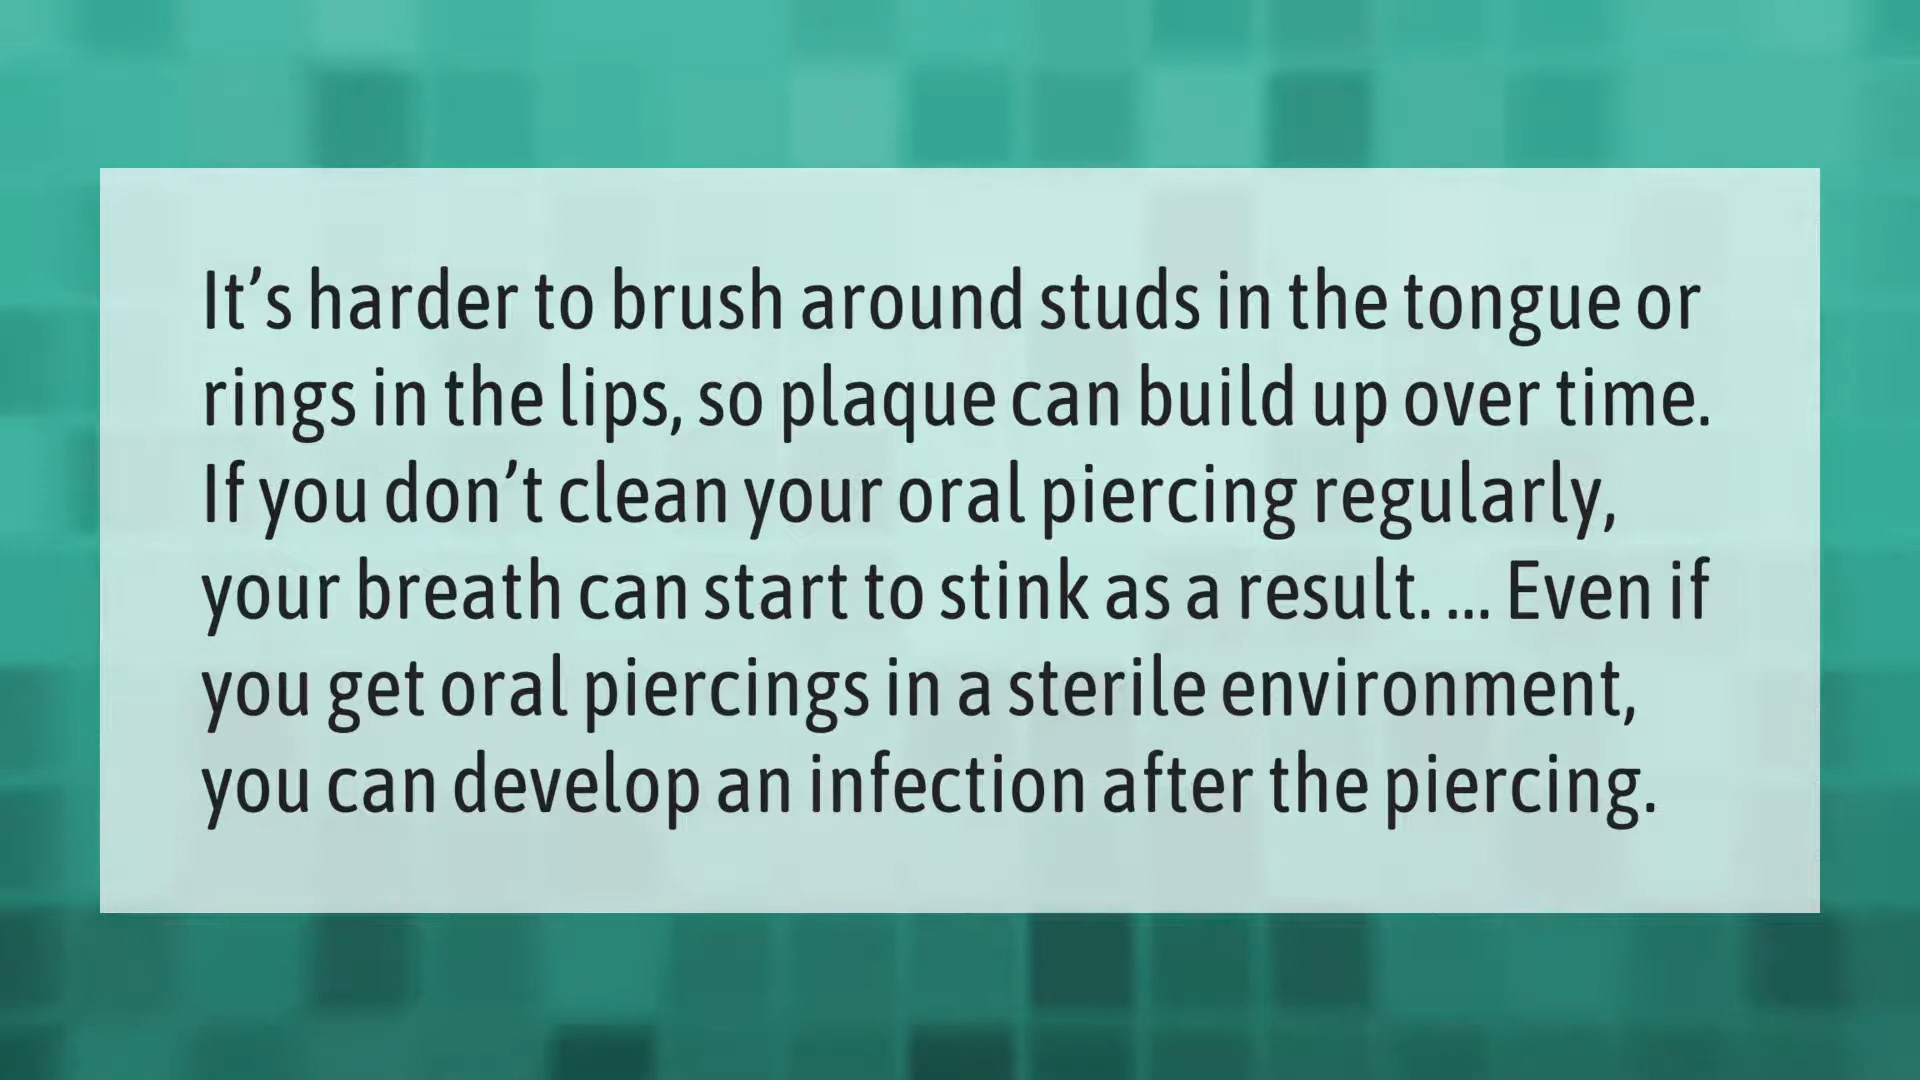 It’s harder to brush around studs in the tongue or
rings in the lips, so plaque can build up over time.
If you don’t clean your oral piercing regularly,
your breath can start to stink as a result. ... Even if
you get oral piercings in a sterile environment,
you can develop an infection after the piercing.